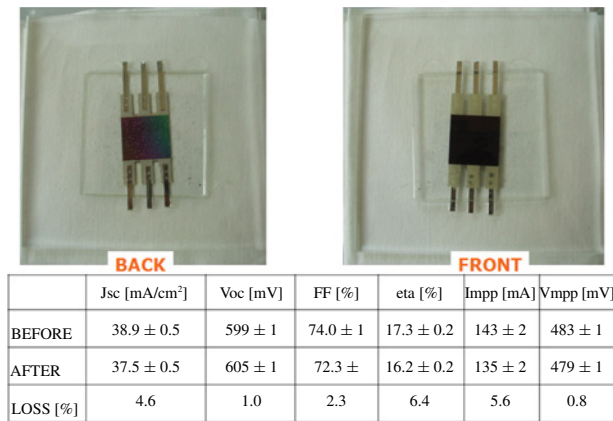 BACK FRONT
Jsc [mA/cm²] Voc [mV] FF [%] eta [%] Impp [mA] Vmpp [mV]
BEFORE 38.9 ± 0.5 599 ± 1 74.0 ± 1 17.3 ± 0.2 143 ± 2 483 ± 1
AFTER 37.5 ± 0.5 605 ± 1 72.3 ± 16.2 ± 0.2 135 ± 2 479 ± 1
LOSS [%] 4.6 1.0 2.3 6.4 5.6 0.8